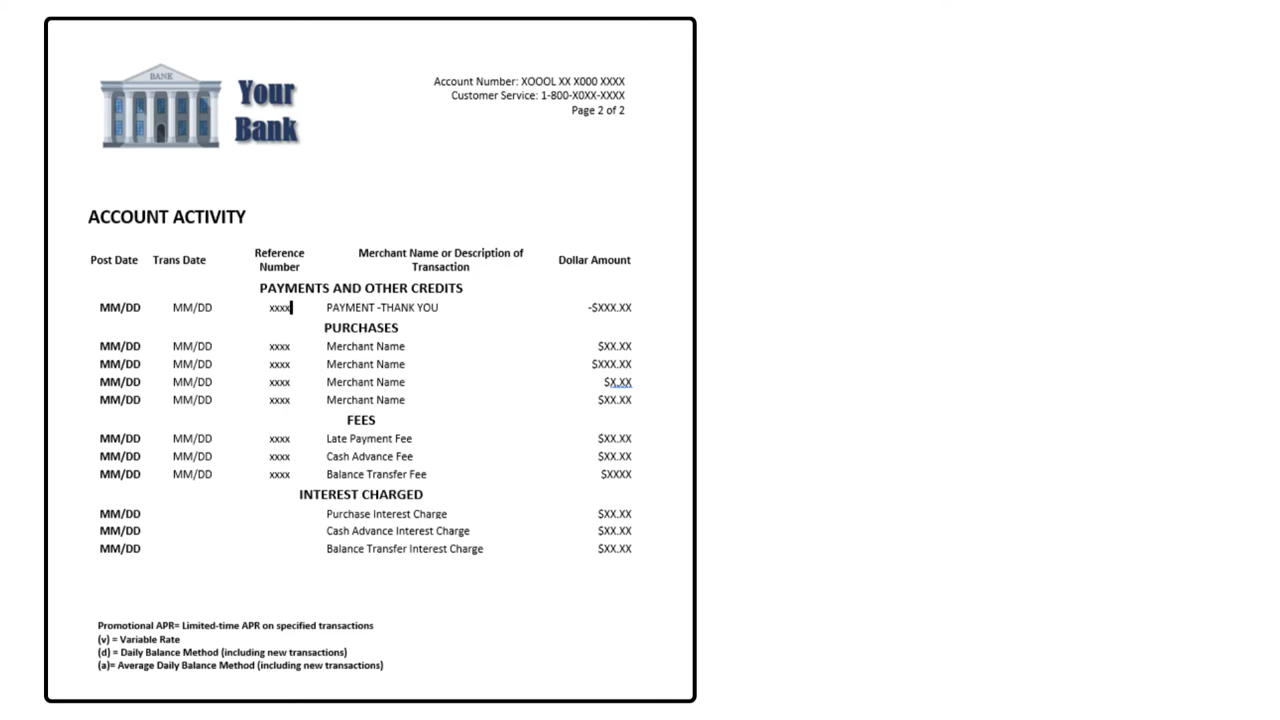 BANK
Your
Bank
Account Number: XOOOL XX X000 XXXX
Customer Service: 1-800-X0XX-XXXX
Page 2 of 2
ACCOUNT ACTIVITY
Post Date Trans Date Reference Number Merchant Name or Description of Transaction Dollar Amount
PAYMENTS AND OTHER CREDITS
MM/DD MM/DD xxxx PAYMENT -THANK YOU -$XXX.XX
PURCHASES
MM/DD MM/DD xxxx Merchant Name $XX.XX
MM/DD MM/DD xxxx Merchant Name $XXX.XX
MM/DD MM/DD xxxx Merchant Name $X.XX
MM/DD MM/DD xxxx Merchant Name $XX.XX
FEES
MM/DD MM/DD xxxx Late Payment Fee $XX.XX
MM/DD MM/DD xxxx Cash Advance Fee $XX.XX
MM/DD MM/DD xxxx Balance Transfer Fee $XXXX
INTEREST CHARGED
MM/DD Purchase Interest Charge $XX.XX
MM/DD Cash Advance Interest Charge $XX.XX
MM/DD Balance Transfer Interest Charge $XX.XX
Promotional APR= Limited-time APR on specified transactions
(v) = Variable Rate
(d) = Daily Balance Method (including new transactions)
(a)= Average Daily Balance Method (including new transactions)